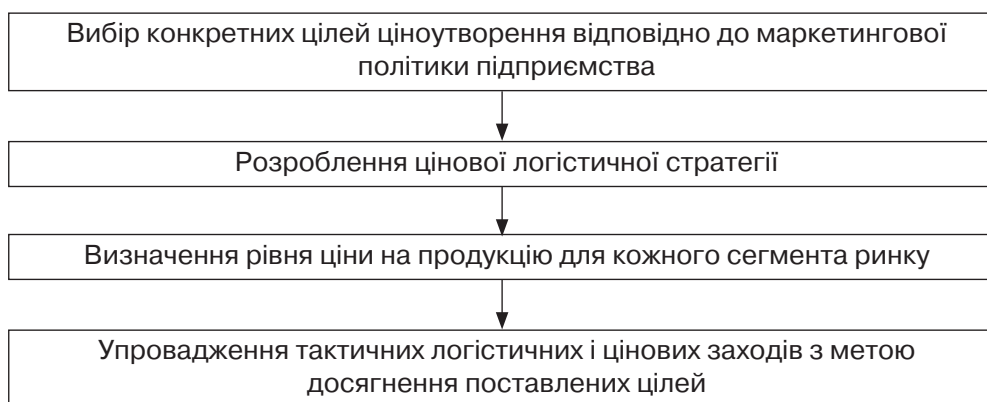 Вибір конкретних цілей ціноутворення відповідно до маркетингової
політики підприємства
Розроблення цінової логістичної стратегії
Визначення рівня ціни на продукцію для кожного сегмента ринку
Упровадження тактичних логістичних і цінових заходів з метою
досягнення поставлених цілей